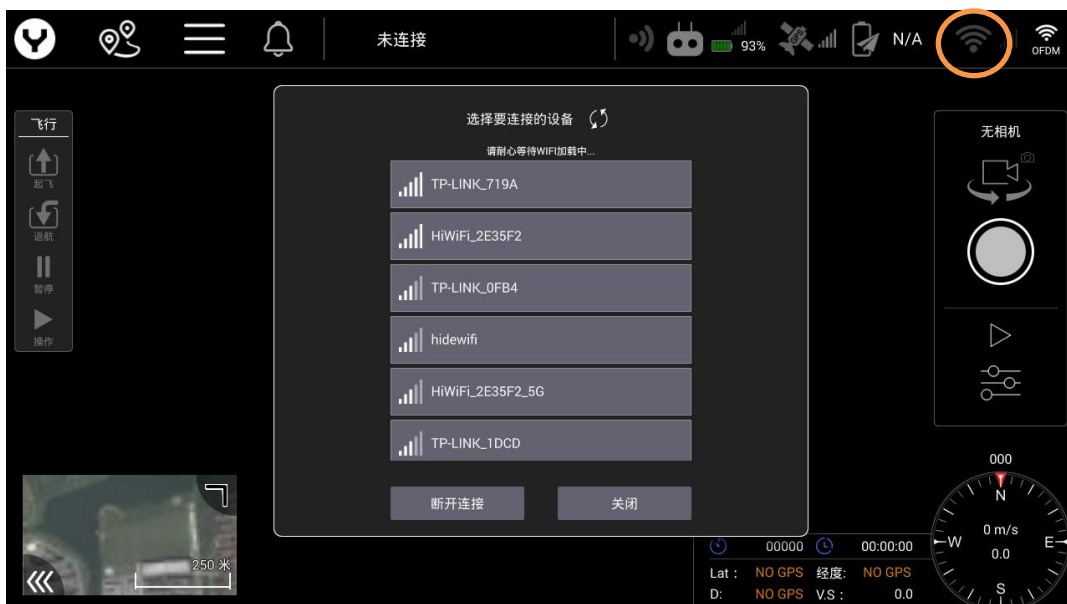 未连接
93%
GPS
N/A
OFDM
飞行
起飞
返航
暂停
操作
选择要连接的设备
请耐心等待WIFI加载中...
TP-LINK_719A
HiWiFi_2E35F2
TP-LINK_0FB4
hidewifi
HiWiFi_2E35F2_5G
TP-LINK_1DCD
断开连接
关闭
无相机
250 米
00000 00:00:00
Lat : NO GPS 经度: NO GPS
D: NO GPS V.S : 0.0
000
N
0 m/s
W 0.0 E
S